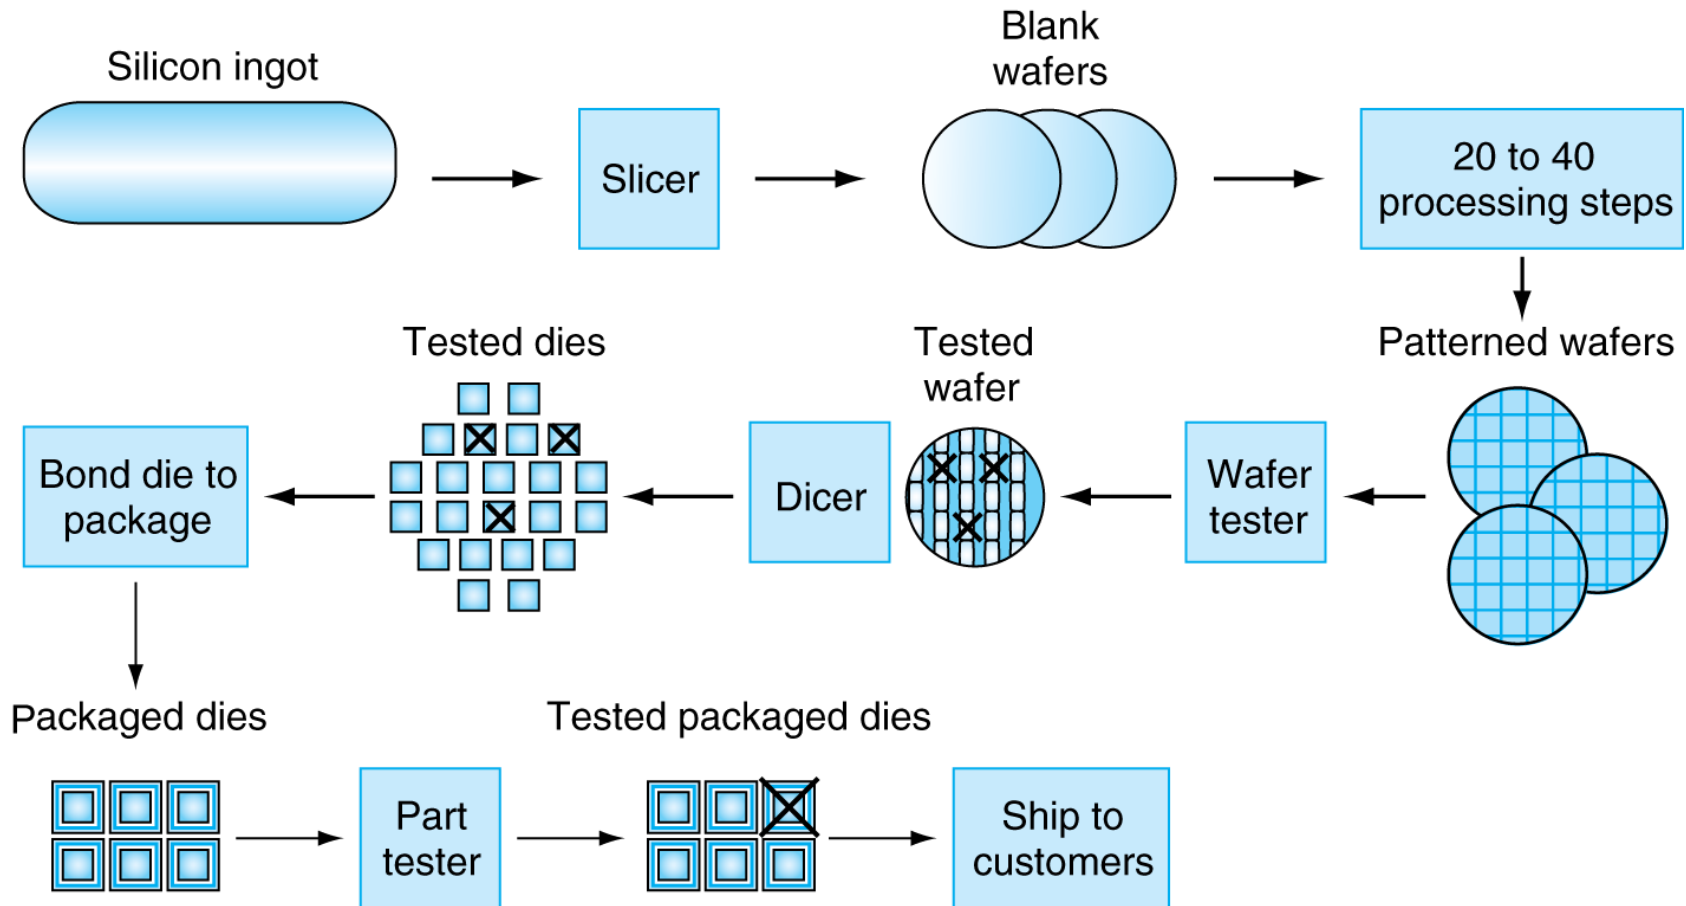 Silicon ingot
Slicer
Blank
wafers
20 to 40
processing steps
Patterned wafers
Wafer
tester
Tested
wafer
Dicer
Tested dies
Bond die to
package
Packaged dies
Part
tester
Tested packaged dies
Ship to
customers